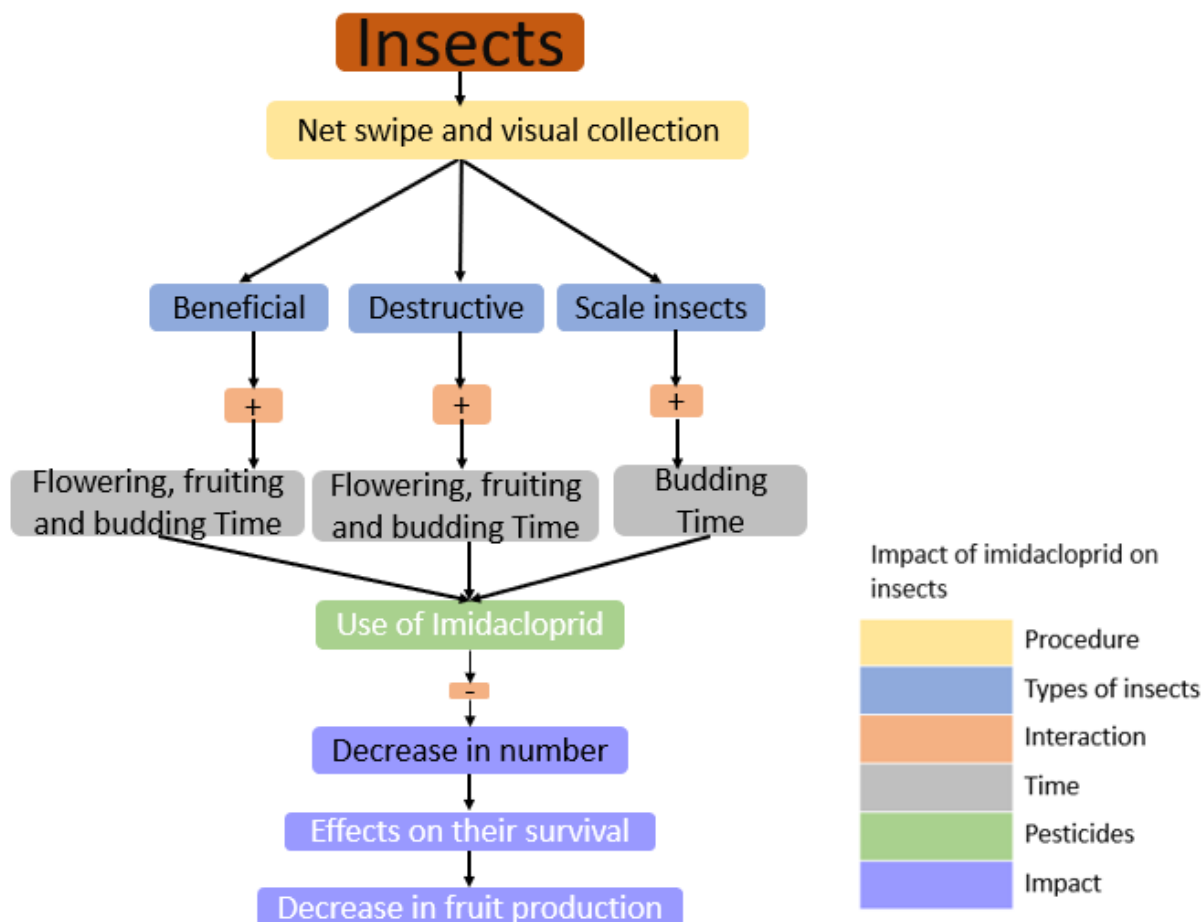 Insects
Net swipe and visual collection
Beneficial
Destructive
Scale insects
+
+
+
Flowering, fruiting
and budding Time
Flowering, fruiting
and budding Time
Budding
Time
Use of Imidacloprid
-
Decrease in number
Effects on their survival
Decrease in fruit production
Impact of imidacloprid on
insects
Procedure
Types of insects
Interaction
Time
Pesticides
Impact